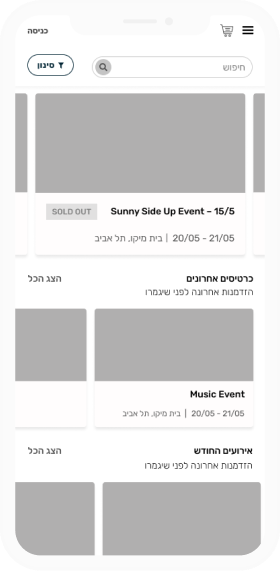 כניסה
חיפוש
סינון
Sunny Side Up Event – 15/5
SOLD OUT
20/05 - 21/05 | בית מיקו, תל אביב
כרטיסים אחרונים
הצג הכל
הזדמנות אחרונה לפני שיגמרו
Music Event
20/05 - 21/05 | בית מיקו, תל אביב
אירועים החודש
הצג הכל
הזדמנות אחרונה לפני שיגמרו